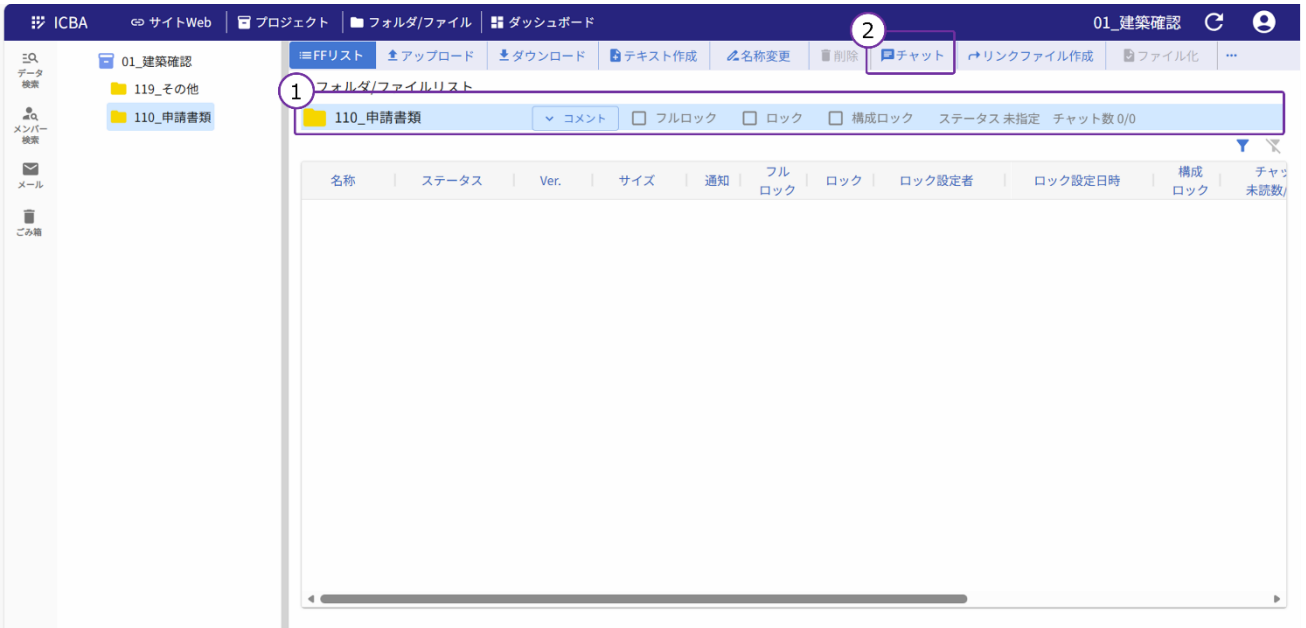 ICBA サイトWeb プロジェクト フォルダ/ファイル ダッシュボード 01_建築確認
データ
検索
メンバー
検索
メール
ごみ箱
01_建築確認
119_その他
110_申請書類
FFリスト アップロード ダウンロード テキスト作成 名称変更 削除 チャット リンクファイル作成 ファイル化 …
2
1
フォルダ/ファイルリスト
110_申請書類 コメント フルロック ロック 構成ロック ステータス 未指定 チャット数 0/0
名称 ステータス Ver. サイズ 通知 フル
ロック ロック ロック設定者 ロック設定日時 構成
ロック チャッ
未読数/